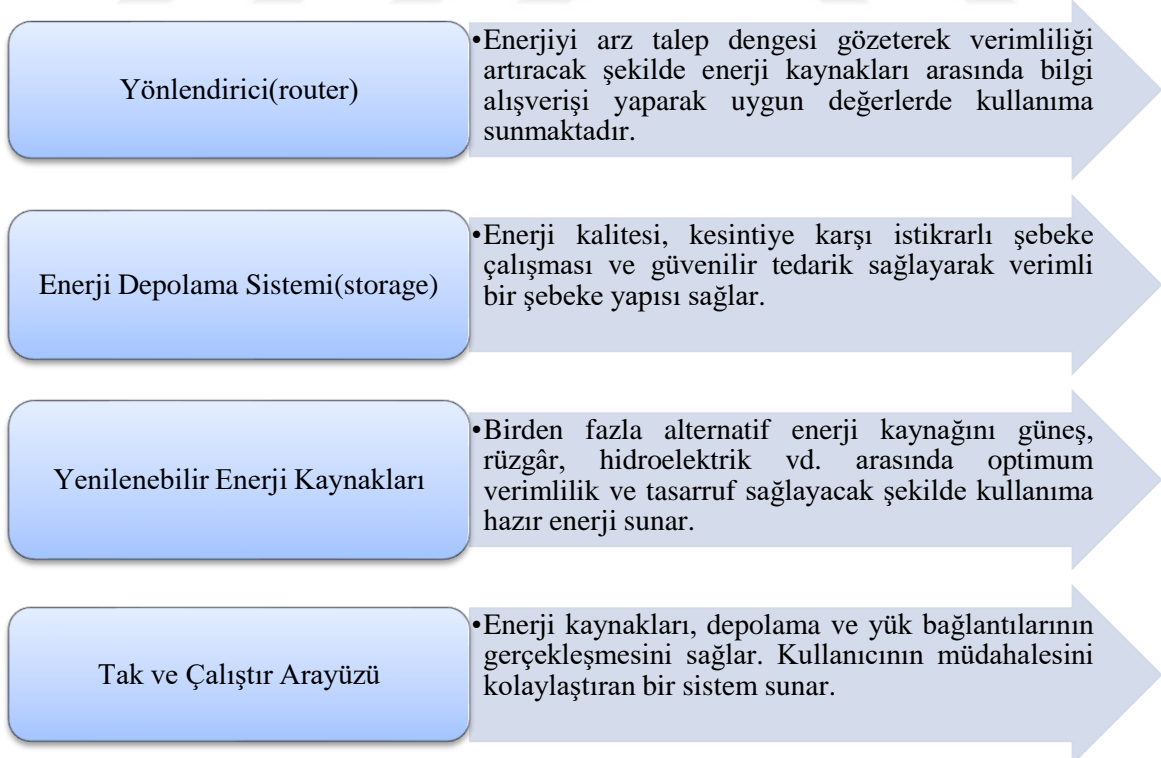 Yönlendirici(router)
•Enerjiyi arz talep dengesi gözeterek verimliliği
artıracak şekilde enerji kaynakları arasında bilgi
alışverişi yaparak uygun değerlerde kullanıma
sunmaktadır.
Enerji Depolama Sistemi(storage)
•Enerji kalitesi, kesintiye karşı istikrarlı şebeke
çalışması ve güvenilir tedarik sağlayarak verimli
bir şebeke yapısı sağlar.
Yenilenebilir Enerji Kaynakları
•Birden fazla alternatif enerji kaynağını güneş,
rüzgâr, hidroelektrik vd. arasında optimum
verimlilik ve tasarruf sağlayacak şekilde kullanıma
hazır enerji sunar.
Tak ve Çalıştır Arayüzü
•Enerji kaynakları, depolama ve yük bağlantılarının
gerçekleşmesini sağlar. Kullanıcının müdahalesini
kolaylaştıran bir sistem sunar.